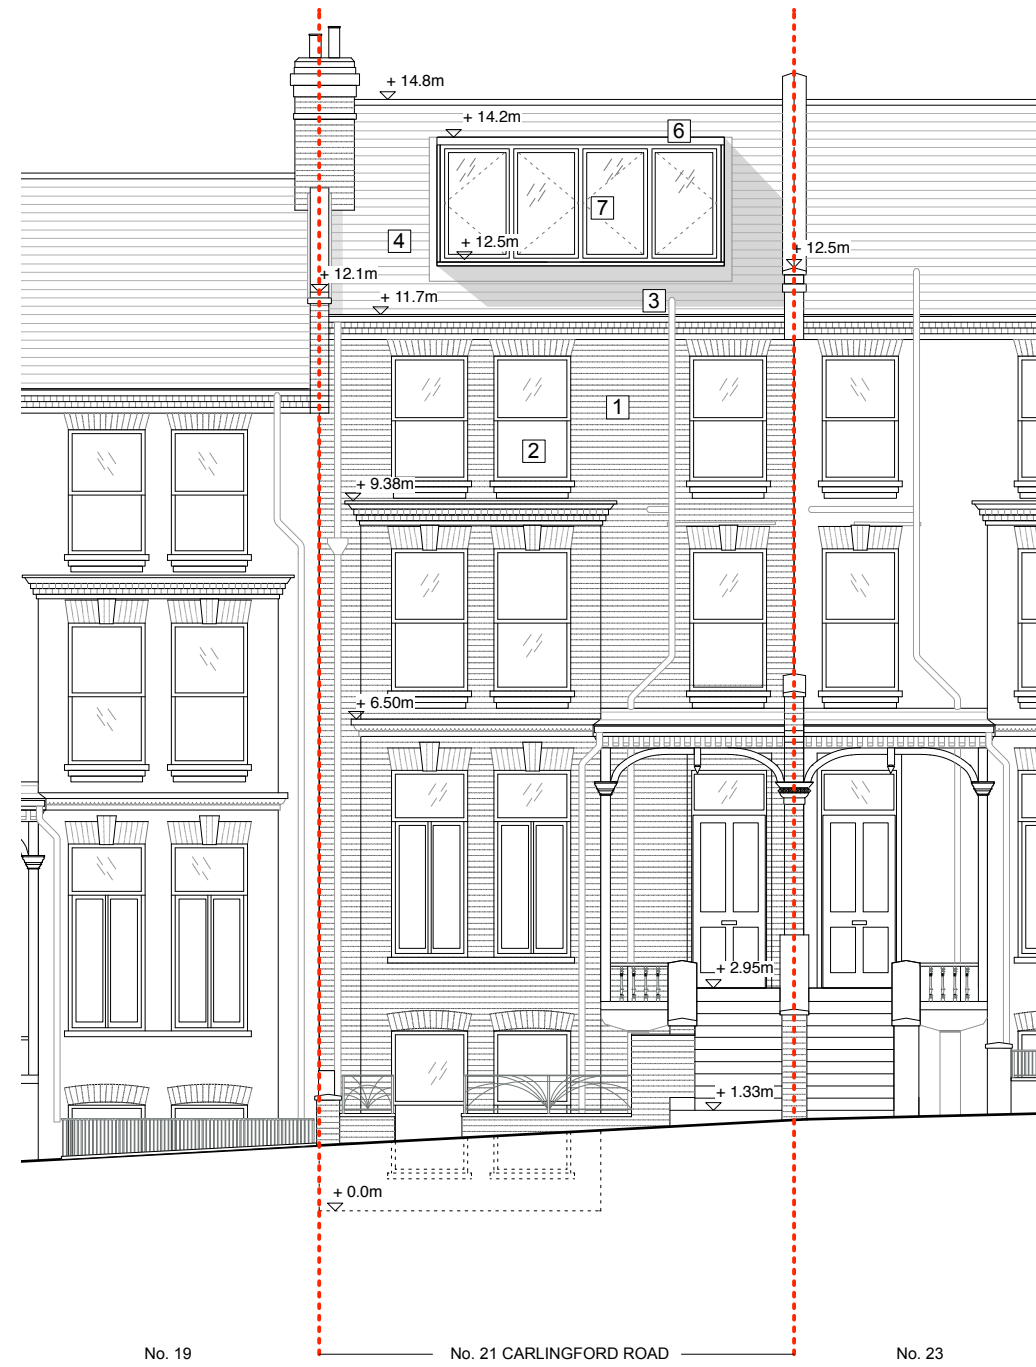 + 14.8m
+ 14.2m
6
7
4
+ 12.5m
+ 12.5m
+ 12.1m
+ 11.7m
3
1
2
+ 9.38m
+ 6.50m
+ 2.95m
+ 1.33m
+ 0.0m
No. 19
No. 21 CARLINGFORD ROAD
No. 23